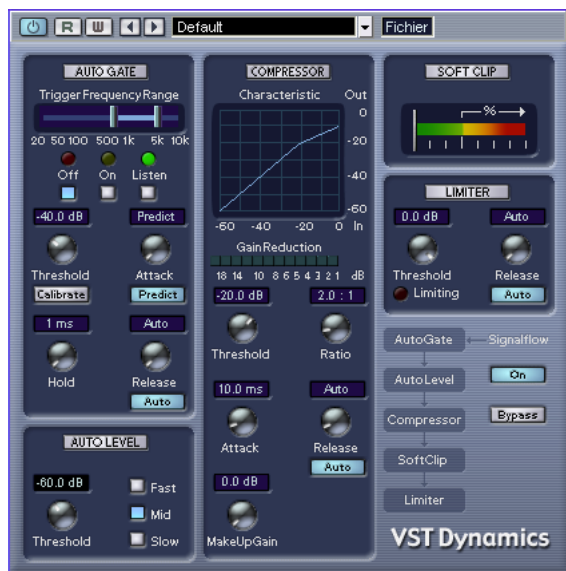 R W Default Fichier
AUTO GATE
Trigger Frequency Range
20 50 100 500 1k 5k 10k
Off On Listen
-40.0 dB Predict
Threshold Attack
Calibrate Predict
1 ms Auto
Hold Release
Auto
AUTO LEVEL
-60.0 dB
Fast
Mid
Threshold Slow
COMPRESSOR
Characteristic Out
0
-20
-40
-60
-60 -40 -20 0 In
Gain Reduction
18 14 10 8 6 5 4 3 2 1 dB
-20.0 dB 2.0 : 1
Threshold Ratio
10.0 ms Auto
Attack Release
Auto
0.0 dB
MakeUpGain
SOFT CLIP
%
LIMITER
0.0 dB Auto
Threshold Release
Limiting Auto
AutoGate Signalflow
AutoLevel On
Compressor Bypass
SoftClip
Limiter
VST Dynamics